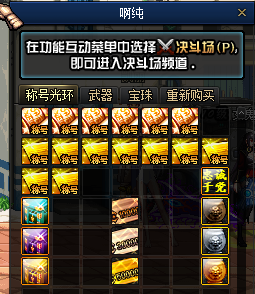 啊纯
在功能互动菜单中选择 决斗场(P),
即可进入决斗场频道.
称号光环 武器 宝珠 重新购买
称号 称号 称号 称号 称号 称号
称号 称号 称号 称号 称号 称号 称号
称号 称号